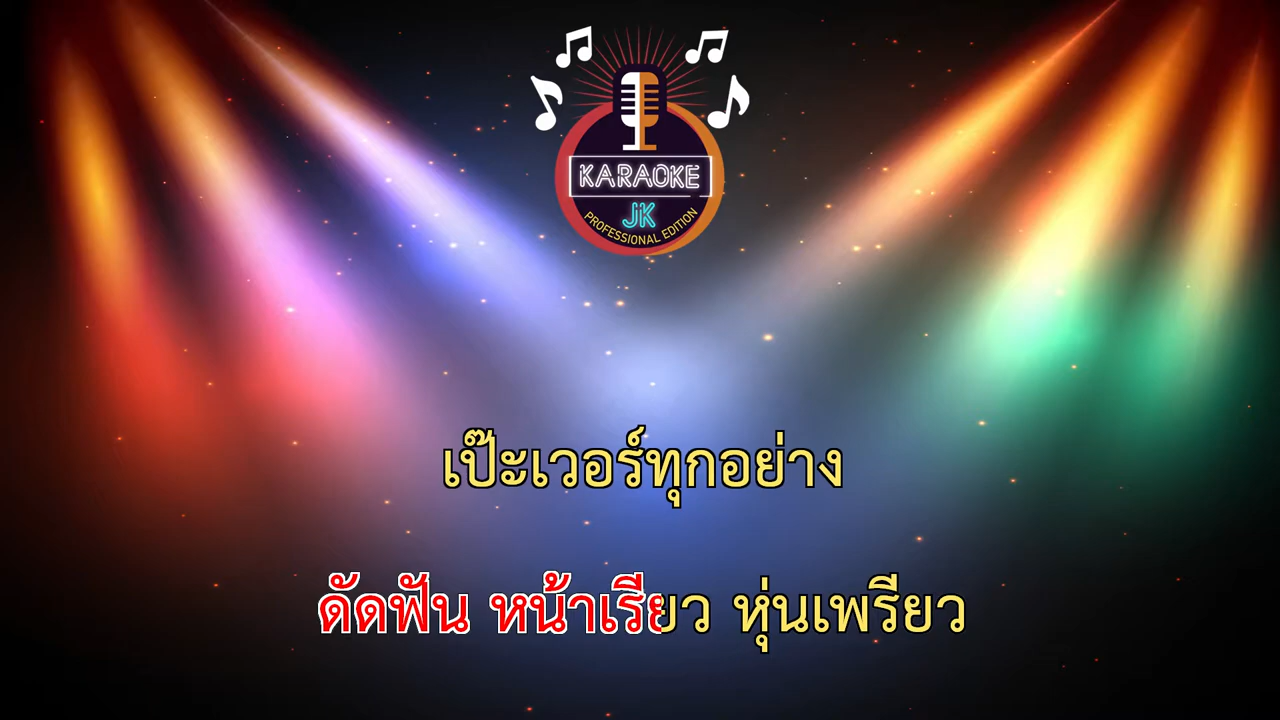 KARAOKE
JK
PROFESSIONAL EDITION
เป๊ะเวอร์ทุกอย่าง
ดัดฟัน หน้าเรียว หุ่นเพรียว